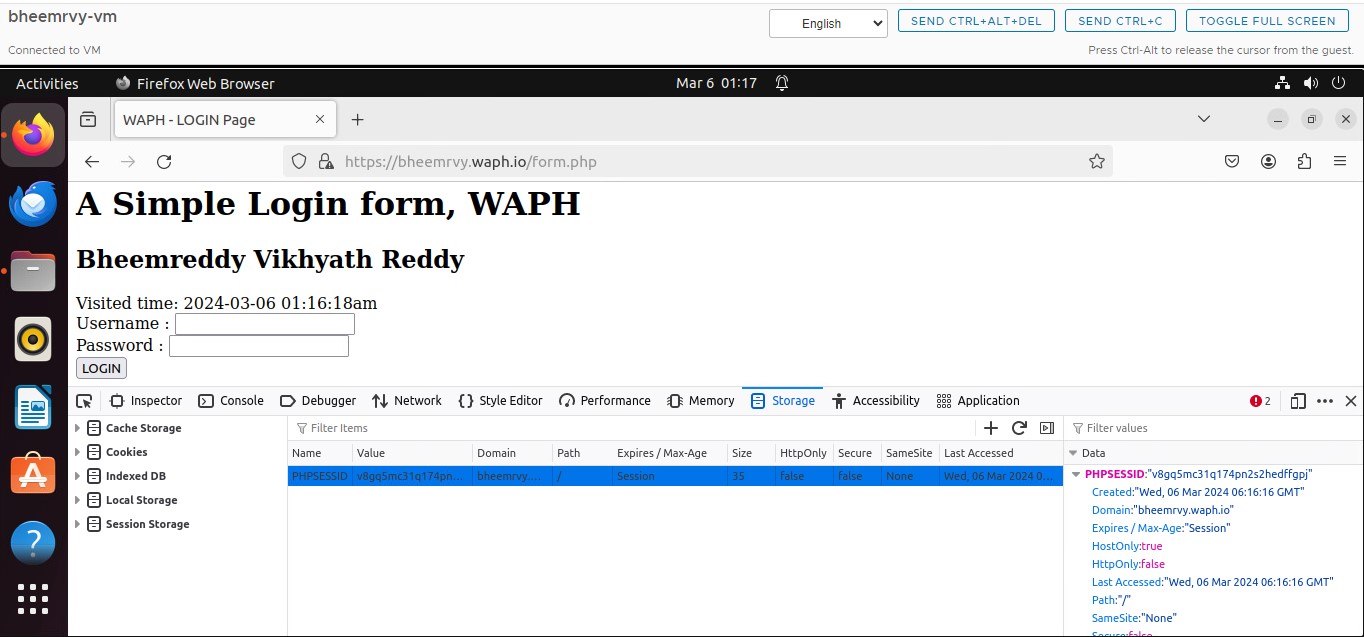 bheemrvy-vm
English
SEND CTRL+ALT+DEL
SEND CTRL+C
TOGGLE FULL SCREEN
Connected to VM
Press Ctrl-Alt to release the cursor from the guest.
Activities
Firefox Web Browser
Mar 6 01:17
WAPH - LOGIN Page
https://bheemrvy.waph.io/form.php
A Simple Login form, WAPH
Bheemreddy Vikhyath Reddy
Visited time: 2024-03-06 01:16:18am
Username :
Password :
LOGIN
Inspector Console Debugger Network {} Style Editor Performance Memory Storage Accessibility Application 2
Cache Storage
Cookies
Indexed DB
Local Storage
Session Storage
Filter Items
Name Value Domain Path Expires / Max-Age Size HttpOnly Secure SameSite Last Accessed
PHPSESSID v8gq5mc31q174pn... bheemrvy.... / Session 35 false false None Wed, 06 Mar 2024 0...
Filter values
Data
PHPSESSID:"v8gq5mc31q174pn2s2hedffgpj"
Created:"Wed, 06 Mar 2024 06:16:16 GMT"
Domain:"bheemrvy.waph.io"
Expires / Max-Age:"Session"
HostOnly:true
HttpOnly:false
Last Accessed:"Wed, 06 Mar 2024 06:16:16 GMT"
Path:"/"
SameSite:"None"
Secure:false